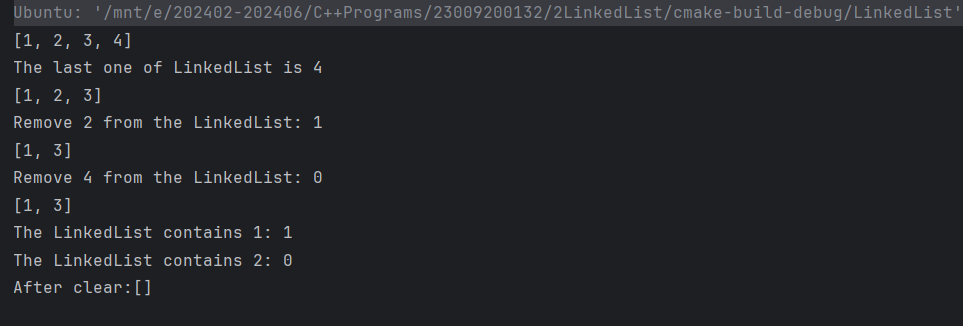 Ubuntu: '/mnt/e/202402-202406/C++Programs/23009200132/2LinkedList/cmake-build-debug/LinkedList'
[1, 2, 3, 4]
The last one of LinkedList is 4
[1, 2, 3]
Remove 2 from the LinkedList: 1
[1, 3]
Remove 4 from the LinkedList: 0
[1, 3]
The LinkedList contains 1: 1
The LinkedList contains 2: 0
After clear:[]